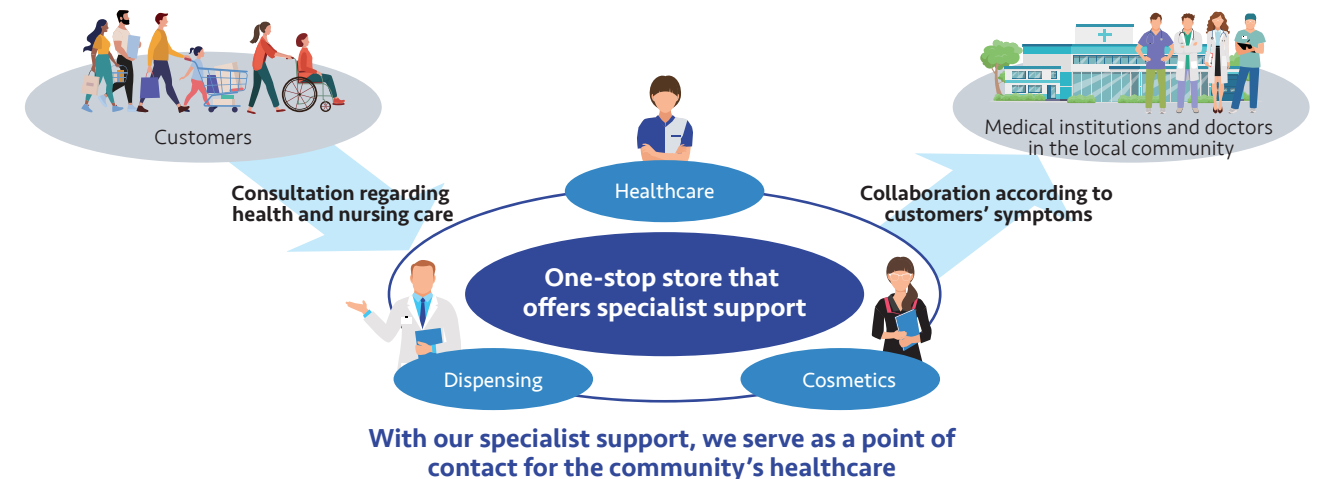 Customers
Medical institutions and doctors
in the local community
Consultation regarding
health and nursing care
Healthcare
Collaboration according to
customers' symptoms
One-stop store that
offers specialist support
Dispensing
Cosmetics
With our specialist support, we serve as a point of
contact for the community's healthcare